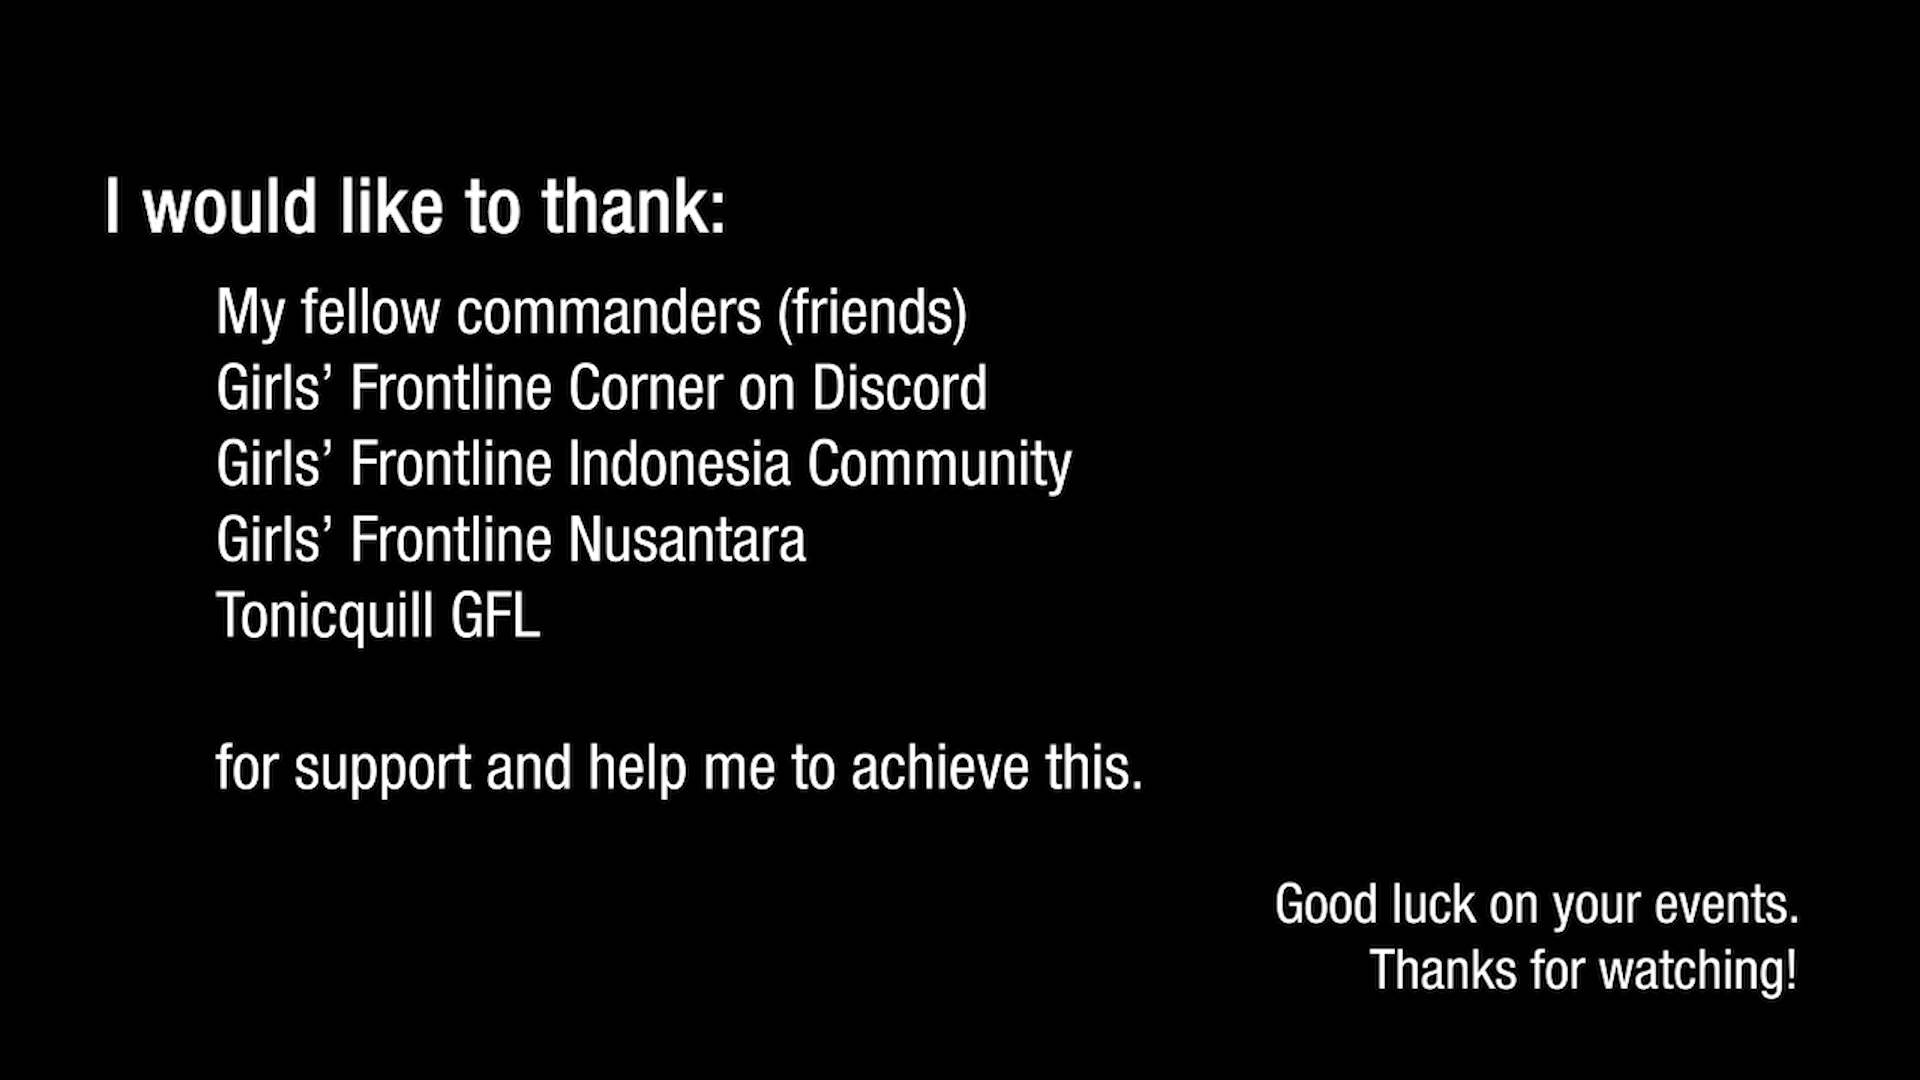 I would like to thank:
My fellow commanders (friends)
Girls’ Frontline Corner on Discord
Girls’ Frontline Indonesia Community
Girls’ Frontline Nusantara
Tonicquill GFL
for support and help me to achieve this.
Good luck on your events.
Thanks for watching!